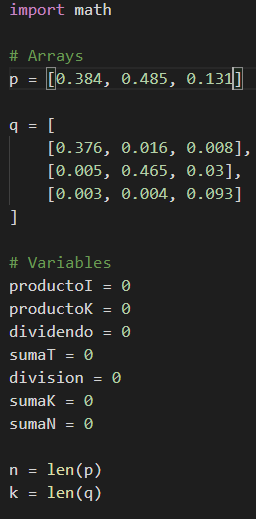 import math
# Arrays
p = [0.384, 0.485, 0.131]
q = [
[0.376, 0.016, 0.008],
[0.005, 0.465, 0.03],
[0.003, 0.004, 0.093]
]
# Variables
productoI = 0
productoK = 0
dividendo = 0
sumaT = 0
division = 0
sumaK = 0
sumaN = 0
n = len(p)
k = len(q)